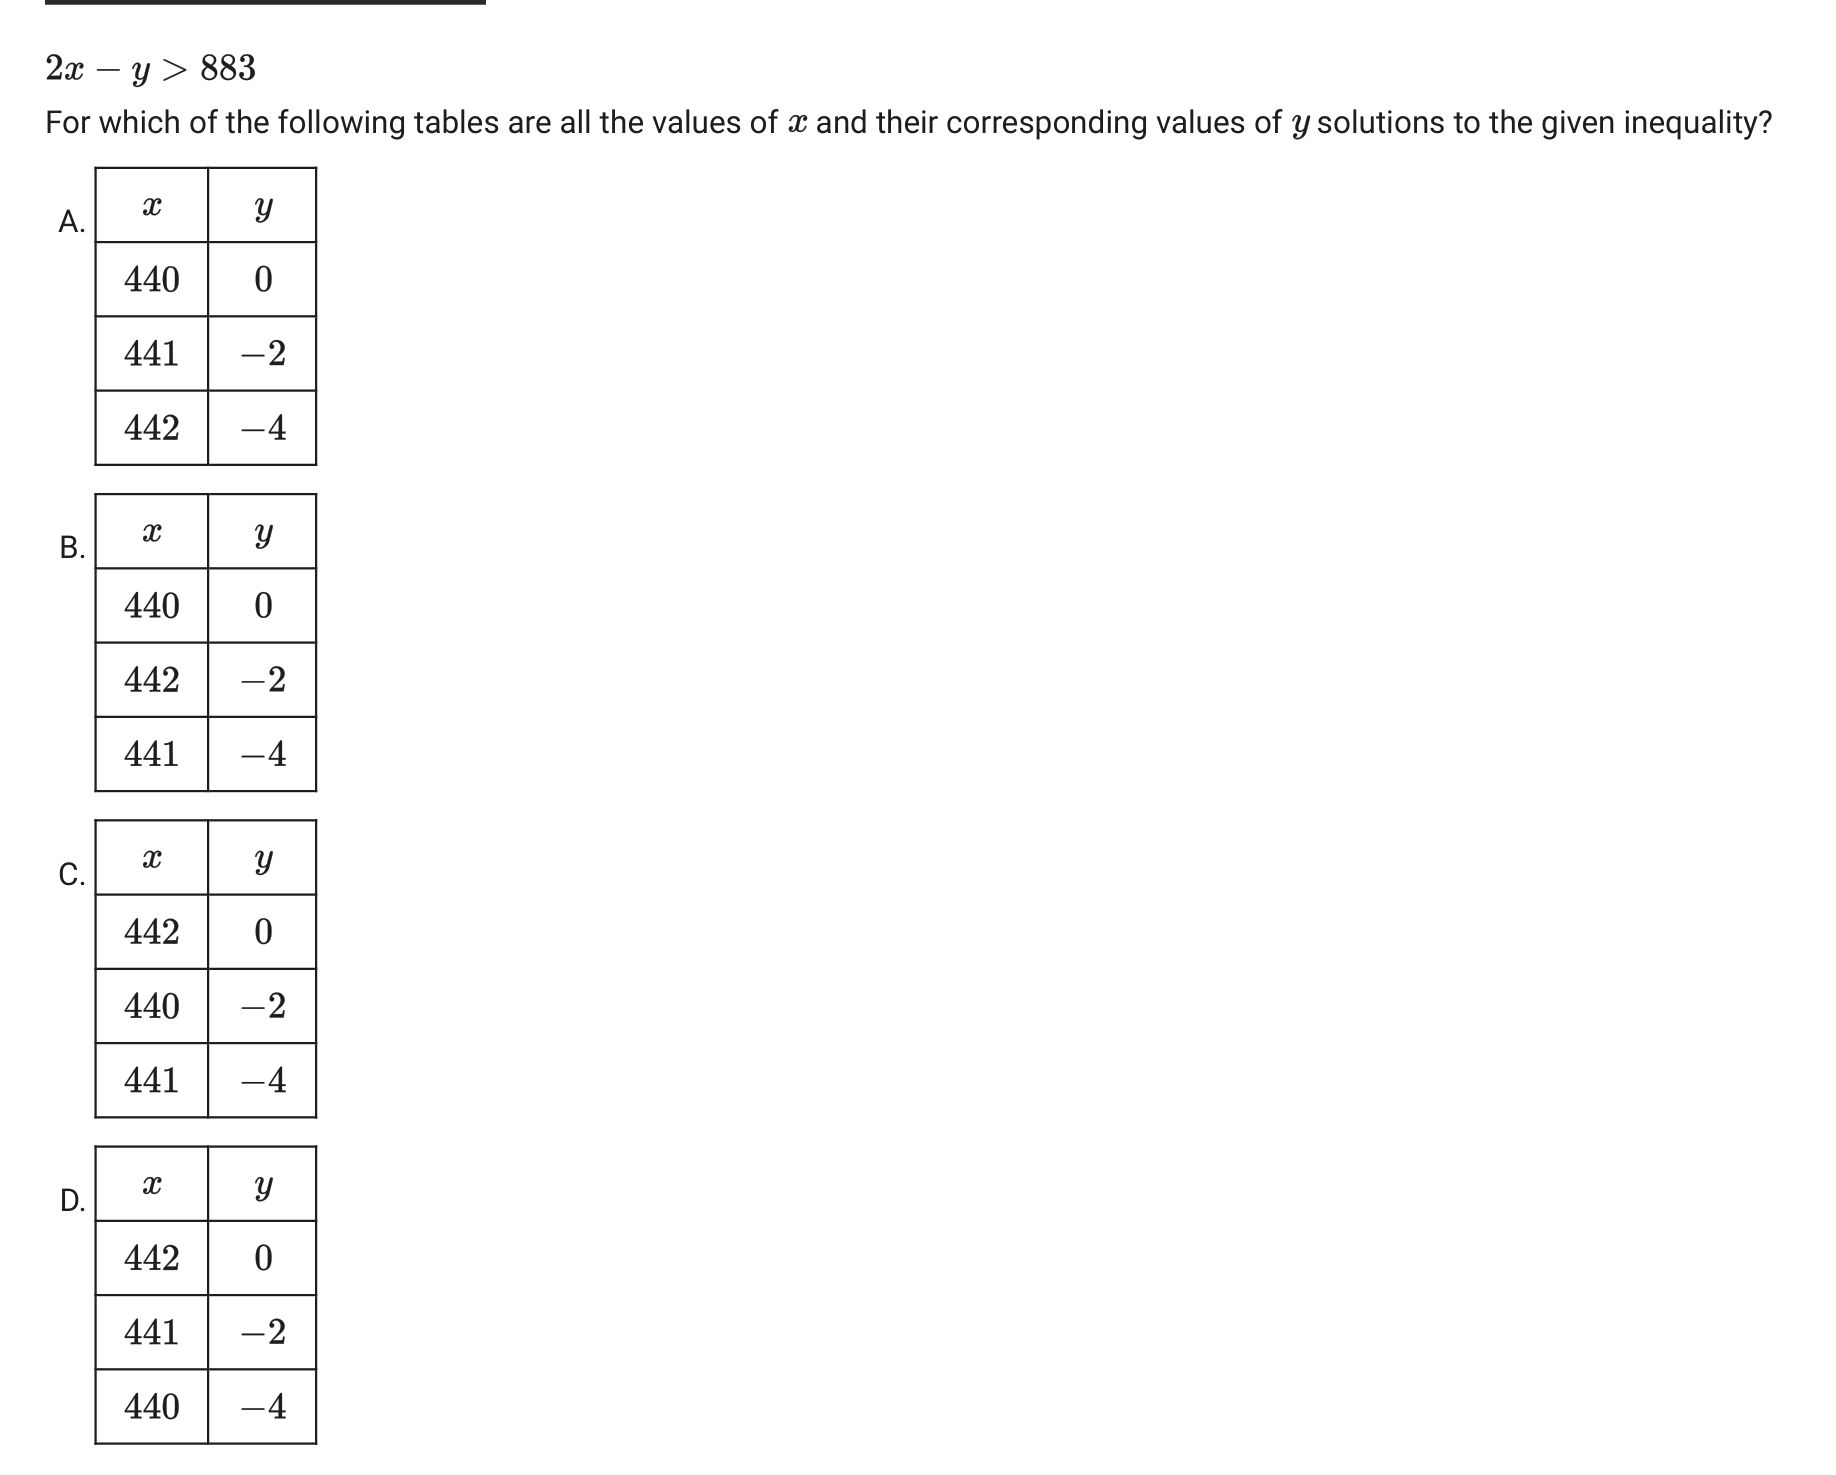 2x − y > 883
For which of the following tables are all the values of x and their corresponding values of y solutions to the given inequality?
A.
x y
440 0
441 −2
442 −4
B.
x y
440 0
442 −2
441 −4
C.
x y
442 0
440 −2
441 −4
D.
x y
442 0
441 −2
440 −4